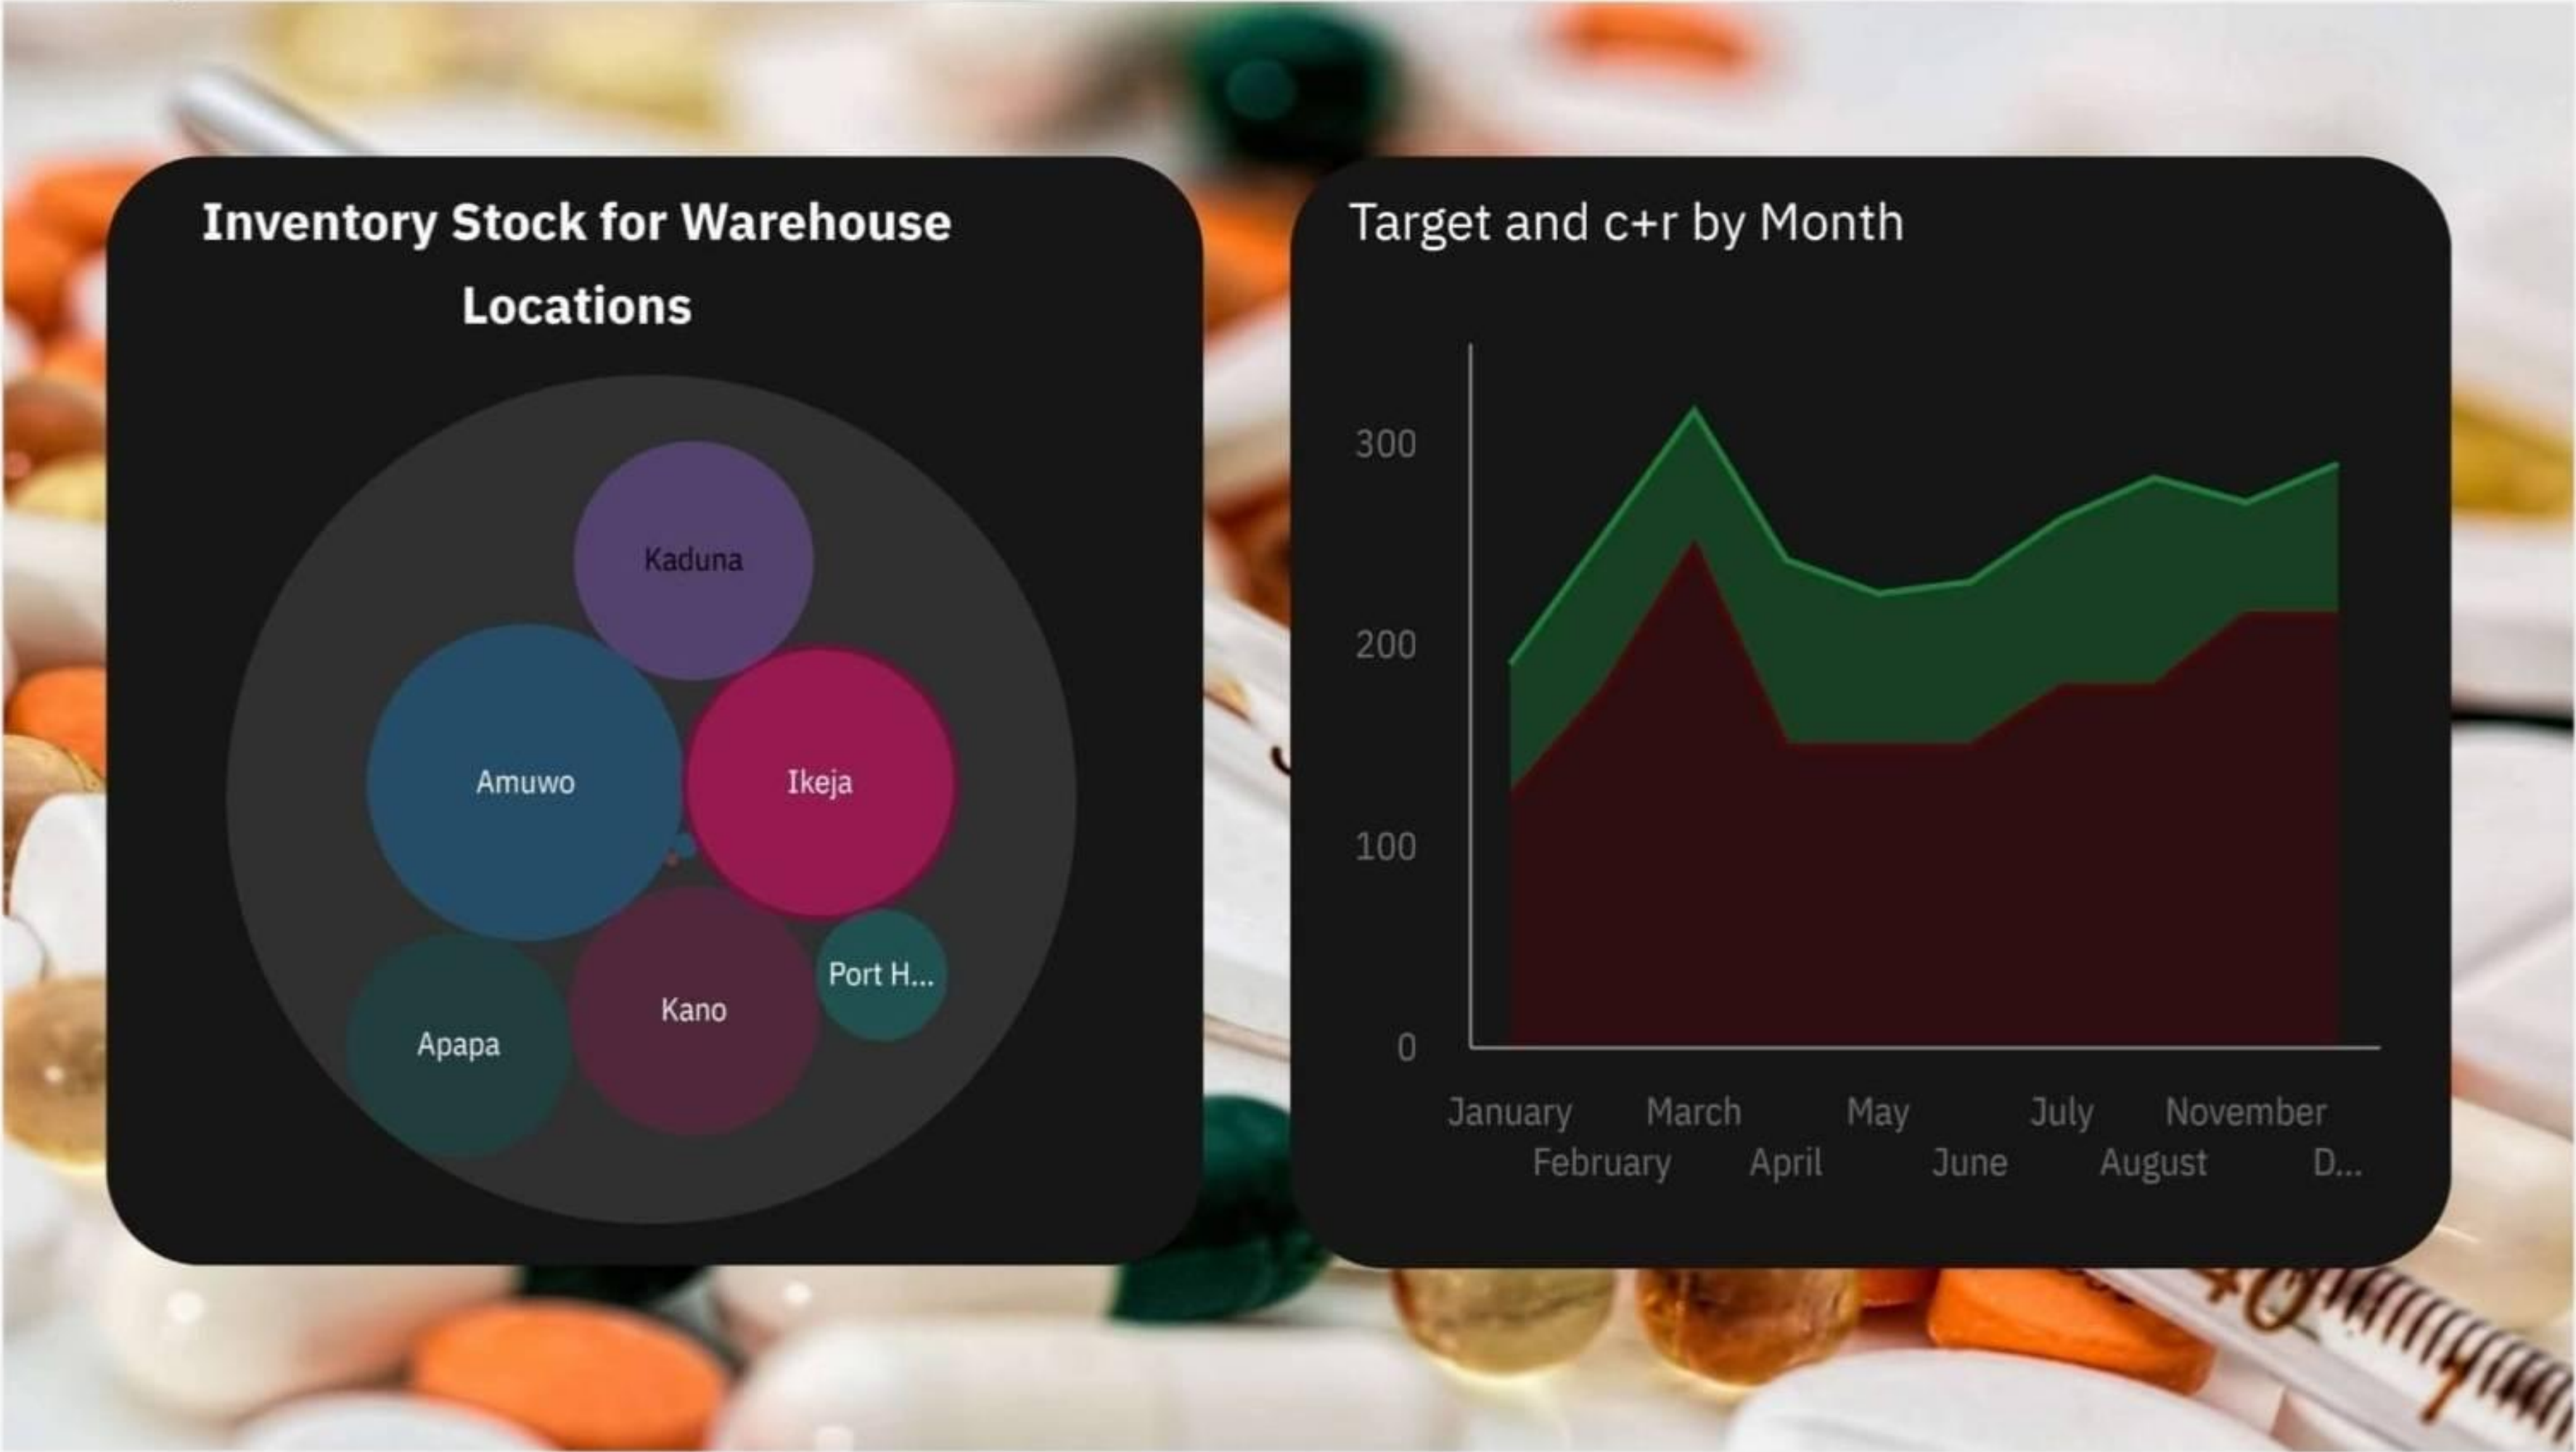 Inventory Stock for Warehouse
Locations
Kaduna
Amuwo
Ikeja
Port H...
Kano
Apapa
Target and c+r by Month
300
200
100
0
January
March
May
July
November
February
April
June
August
D...